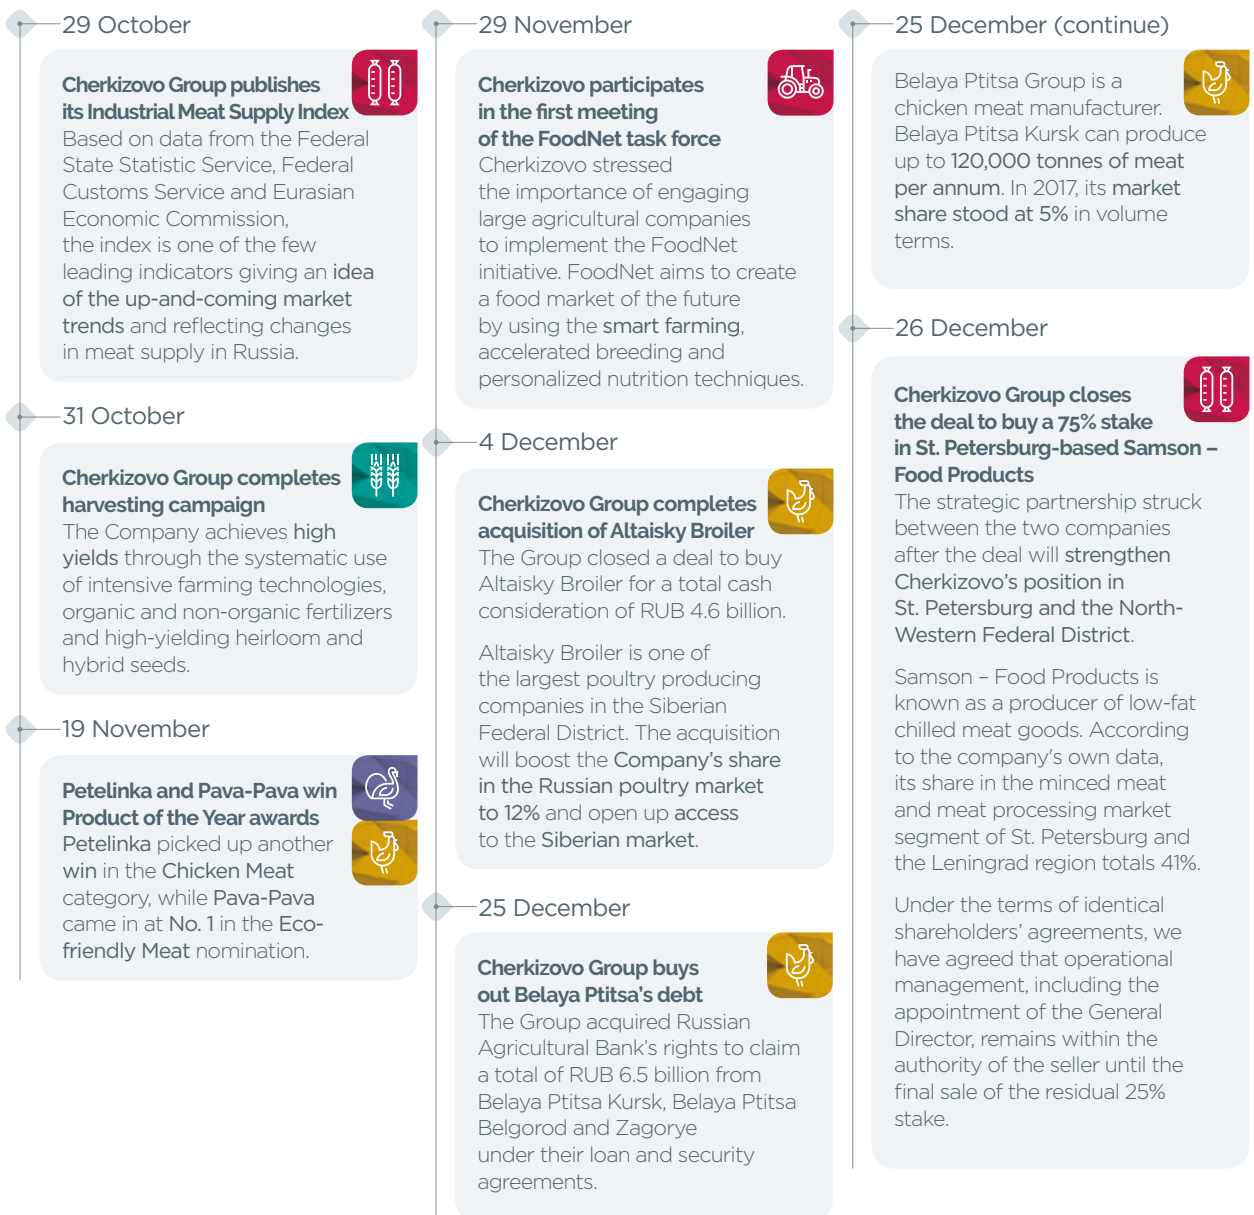 29 October
Cherkizovo Group publishes
its Industrial Meat Supply Index
Based on data from the Federal
State Statistic Service, Federal
Customs Service and Eurasian
Economic Commission,
the index is one of the few
leading indicators giving an idea
of the up-and-coming market
trends and reflecting changes
in meat supply in Russia.
31 October
Cherkizovo Group completes
harvesting campaign
The Company achieves high
yields through the systematic use
of intensive farming technologies,
organic and non-organic fertilizers
and high-yielding heirloom and
hybrid seeds.
19 November
Petelinka and Pava-Pava win
Product of the Year awards
Petelinka picked up another
win in the Chicken Meat
category, while Pava-Pava
came in at No. 1 in the Eco-
friendly Meat nomination.
29 November
Cherkizovo participates
in the first meeting
of the FoodNet task force
Cherkizovo stressed
the importance of engaging
large agricultural companies
to implement the FoodNet
initiative. FoodNet aims to create
a food market of the future
by using the smart farming,
accelerated breeding and
personalized nutrition techniques.
4 December
Cherkizovo Group completes
acquisition of Altaisky Broiler
The Group closed a deal to buy
Altaisky Broiler for a total cash
consideration of RUB 4.6 billion.
Altaisky Broiler is one of
the largest poultry producing
companies in the Siberian
Federal District. The acquisition
will boost the Company's share
in the Russian poultry market
to 12% and open up access
to the Siberian market.
25 December
Cherkizovo Group buys
out Belaya Ptitsa's debt
The Group acquired Russian
Agricultural Bank's rights to claim
a total of RUB 6.5 billion from
Belaya Ptitsa Kursk, Belaya Ptitsa
Belgorod and Zagorye
under their loan and security
agreements.
25 December (continue)
Belaya Ptitsa Group is a
chicken meat manufacturer.
Belaya Ptitsa Kursk can produce
up to 120,000 tonnes of meat
per annum. In 2017, its market
share stood at 5% in volume
terms.
26 December
Cherkizovo Group closes
the deal to buy a 75% stake
in St. Petersburg-based Samson –
Food Products
The strategic partnership struck
between the two companies
after the deal will strengthen
Cherkizovo's position in
St. Petersburg and the North-
Western Federal District.
Samson – Food Products is
known as a producer of low-fat
chilled meat goods. According
to the company's own data,
its share in the minced meat
and meat processing market
segment of St. Petersburg and
the Leningrad region totals 41%.
Under the terms of identical
shareholders' agreements, we
have agreed that operational
management, including the
appointment of the General
Director, remains within the
authority of the seller until the
final sale of the residual 25%
stake.